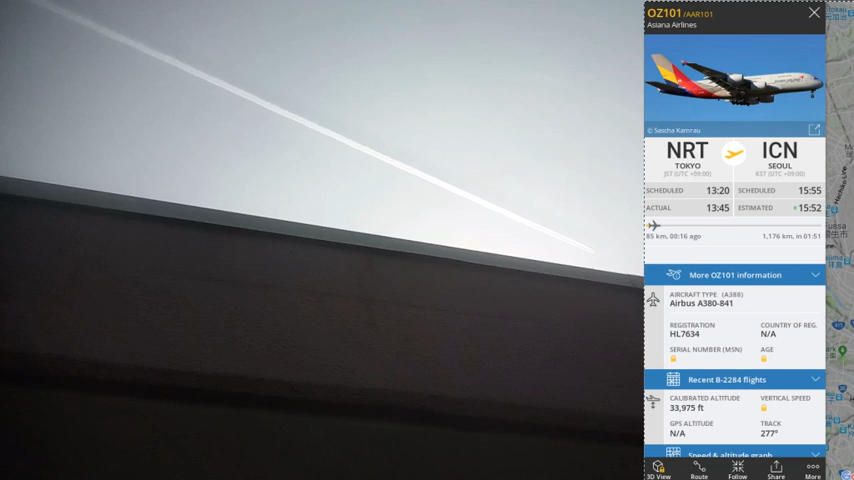 OZ101 /AAR101
Asiana Airlines
© Sascha Kamrau
NRT
TOKYO
JST (UTC +09:00)
ICN
SEOUL
KST (UTC +09:00)
SCHEDULED 13:20
SCHEDULED 15:55
ACTUAL 13:45
ESTIMATED 15:52
85 km, 00:16 ago
1,176 km, in 01:51
More OZ101 information
AIRCRAFT TYPE (A388)
Airbus A380-841
REGISTRATION
HL7634
COUNTRY OF REG.
N/A
SERIAL NUMBER (MSN)
AGE
Recent B-2284 flights
CALIBRATED ALTITUDE
33,975 ft
VERTICAL SPEED
GPS ALTITUDE
N/A
TRACK
277°
Speed & altitude graph
3D View
Route
Follow
Share
More